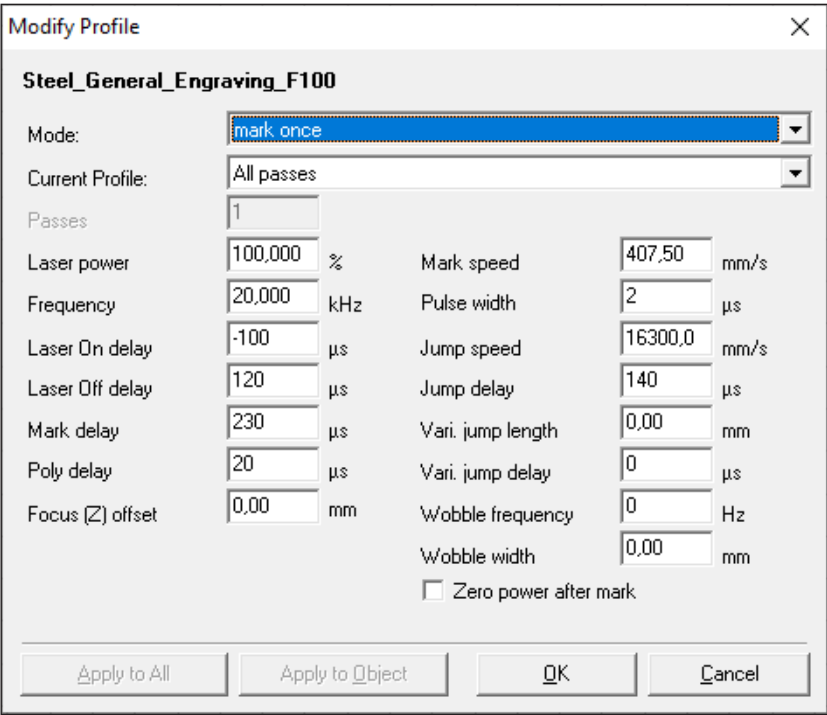 Modify Profile
Steel_General_Engraving_F100
Mode: mark once
Current Profile: All passes
Passes 1
Laser power 100,000 % Mark speed 407,50 mm/s
Frequency 20,000 kHz Pulse width 2 µs
Laser On delay -100 µs Jump speed 16300,0 mm/s
Laser Off delay 120 µs Jump delay 140 µs
Mark delay 230 µs Vari. jump length 0,00 mm
Poly delay 20 µs Vari. jump delay 0 µs
Focus (Z) offset 0,00 mm Wobble frequency 0 Hz
Wobble width 0,00 mm
Zero power after mark
Apply to All Apply to Object OK Cancel